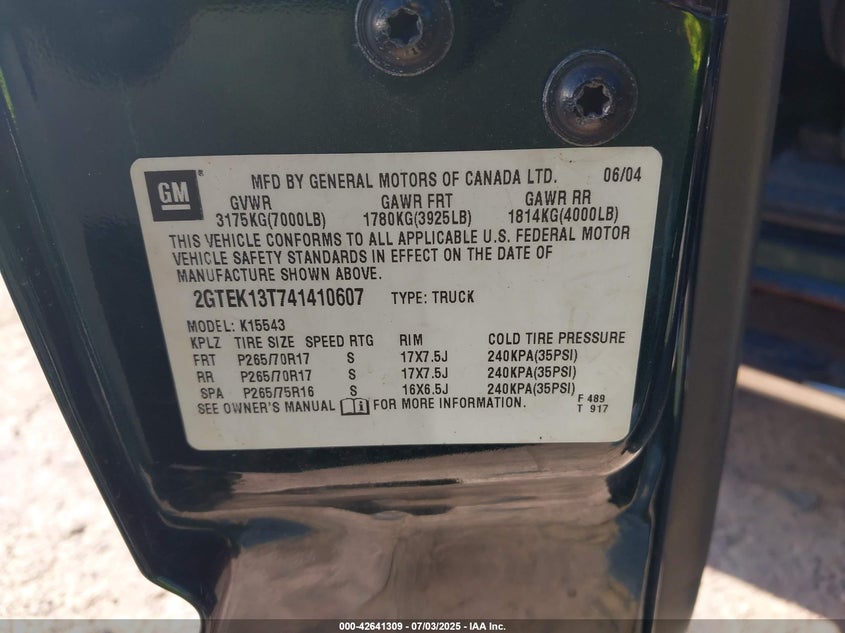 GM ® MFD BY GENERAL MOTORS OF CANADA LTD. 06/04
GVWR GAWR FRT GAWR RR
3175KG(7000LB) 1780KG(3925LB) 1814KG(4000LB)
THIS VEHICLE CONFORMS TO ALL APPLICABLE U.S. FEDERAL MOTOR
VEHICLE SAFETY STANDARDS IN EFFECT ON THE DATE OF
MANUFACTURE SHOWN ABOVE.
2GTEK13T741410607 TYPE: TRUCK
MODEL: K15543
KPLZ TIRE SIZE SPEED RTG RIM COLD TIRE PRESSURE
FRT P265/70R17 S 17X7.5J 240KPA(35PSI)
RR P265/70R17 S 17X7.5J 240KPA(35PSI)
SPA P265/75R16 S 16X6.5J 240KPA(35PSI)
SEE OWNER'S MANUAL FOR MORE INFORMATION. F 489
T 917
000-42641309 - 07/03/2025 - IAA Inc.